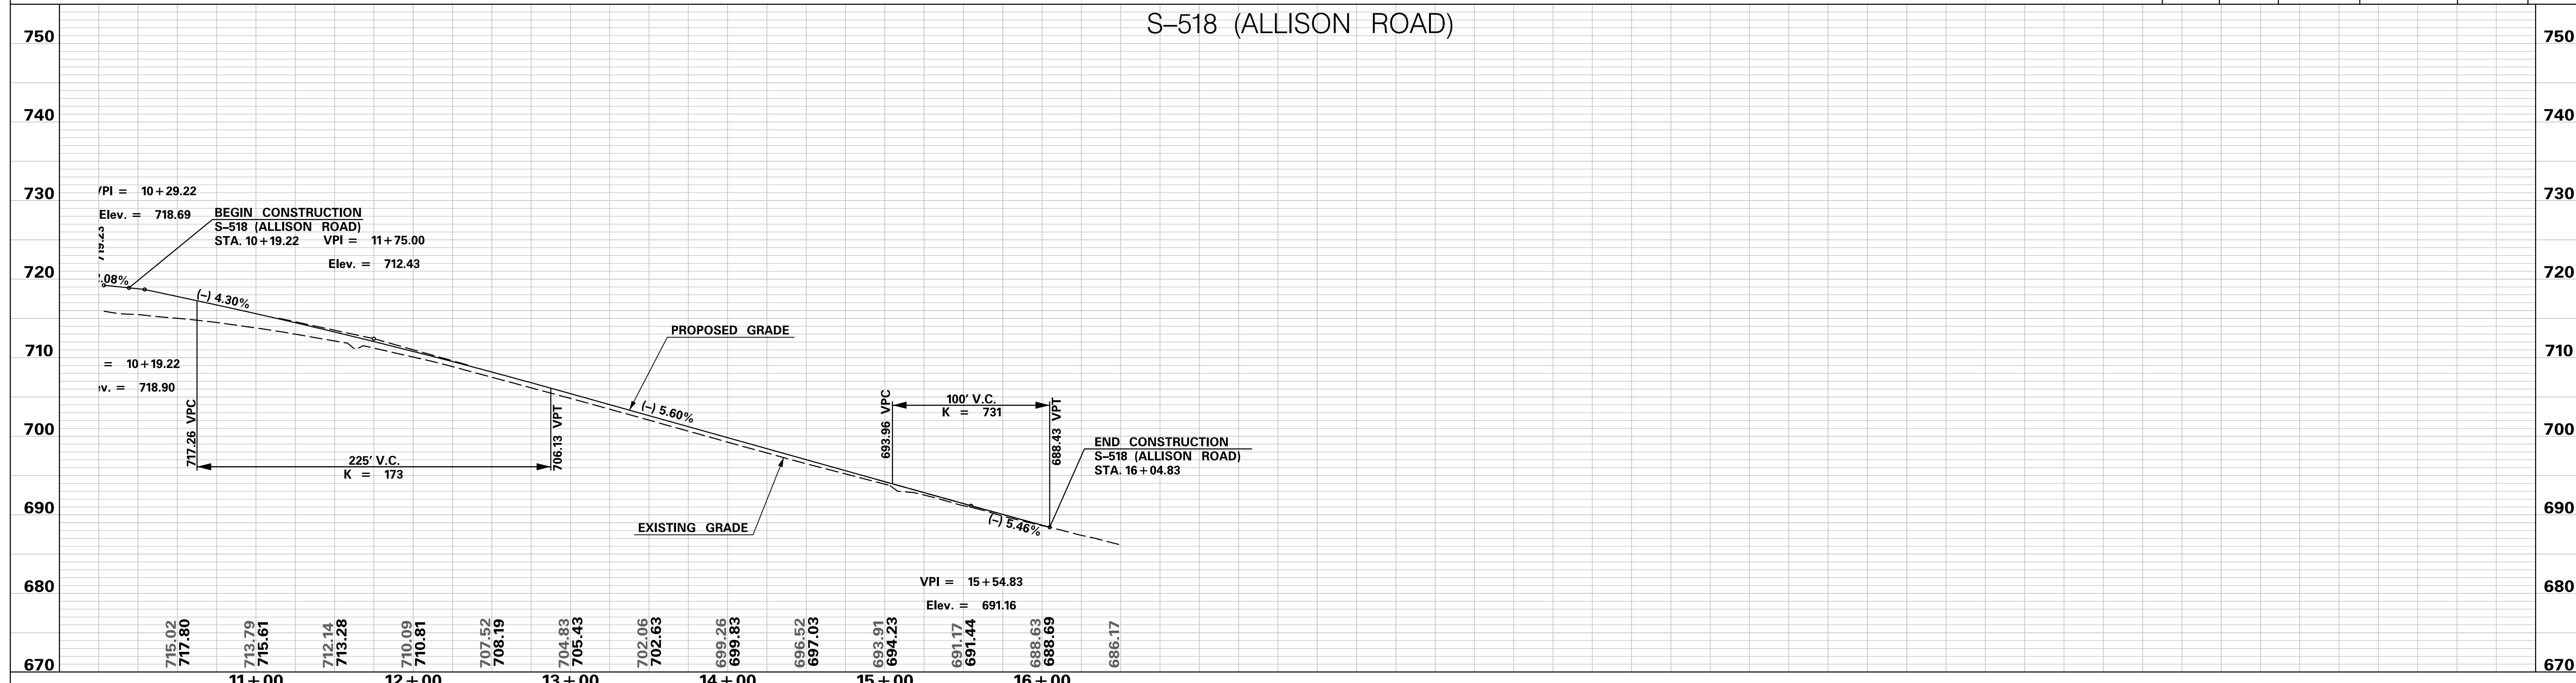 S–518 (ALLISON ROAD)
750
750
740
740
730
730
VPI = 10+29.22
Elev. = 718.69
BEGIN CONSTRUCTION
S–518 (ALLISON ROAD)
STA. 10+19.22
VPI = 11+75.00
Elev. = 712.43
719.23
720
720
.08%
(–) 4.30%
710
710
PROPOSED GRADE
= 10+19.22
ev. = 718.90
717.26 VPC
225' V.C.
K = 173
706.13 VPT
(–) 5.60%
700
700
693.96 VPC
100' V.C.
K = 731
688.43 VPT
END CONSTRUCTION
S–518 (ALLISON ROAD)
STA. 16+04.83
690
690
EXISTING GRADE
(–) 5.46%
680
680
VPI = 15+54.83
Elev. = 691.16
670
670
715.02
717.80
713.79
715.61
712.14
713.28
710.09
710.81
707.52
708.19
704.83
705.43
702.06
702.63
699.26
699.83
696.52
697.03
693.91
694.23
691.17
691.44
688.63
688.69
686.17
11+00
12+00
13+00
14+00
15+00
16+00